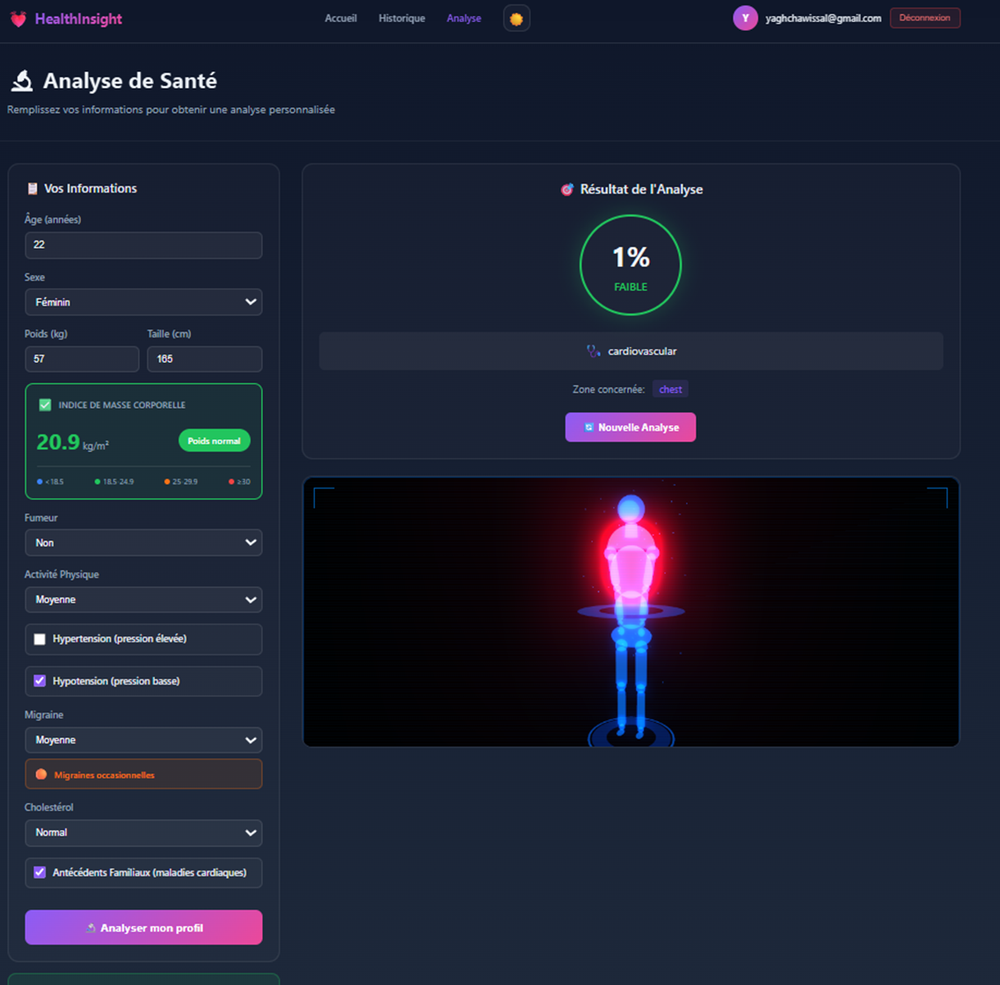 HealthInsight
Accueil Historique Analyse
Y yaghchawissal@gmail.com Déconnexion
Analyse de Santé
Remplissez vos informations pour obtenir une analyse personnalisée
Vos Informations
Âge (années)
22
Sexe
Féminin
Poids (kg) Taille (cm)
57 165
INDICE DE MASSE CORPORELLE
20.9 kg/m² Poids normal
<18.5 18.5-24.9 25-29.9 ≥30
Fumeur
Non
Activité Physique
Moyenne
Hypertension (pression élevée)
Hypotension (pression basse)
Migraine
Moyenne
Migraines occasionnelles
Cholestérol
Normal
Antécédents Familiaux (maladies cardiaques)
Analyser mon profil
Résultat de l'Analyse
1%
FAIBLE
cardiovascular
Zone concernée: chest
Nouvelle Analyse